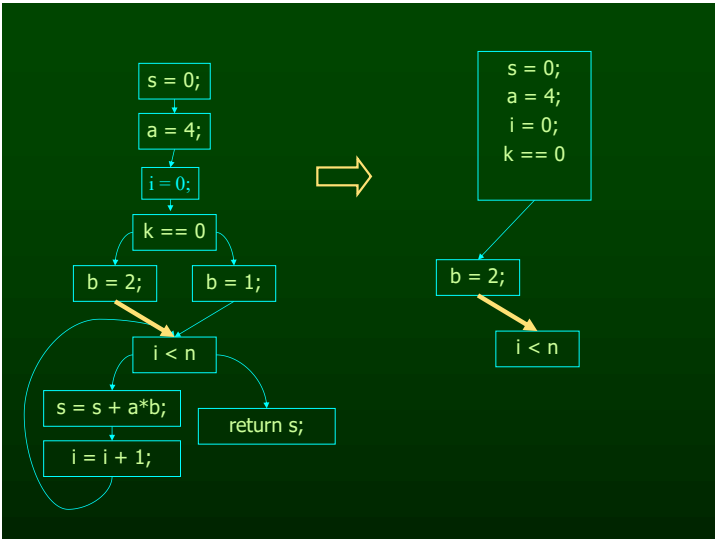 s = 0;
a = 4;
i = 0;
k == 0
b = 2;
b = 1;
i < n
s = s + a*b;
return s;
i = i + 1;
s = 0;
a = 4;
i = 0;
k == 0
b = 2;
i < n